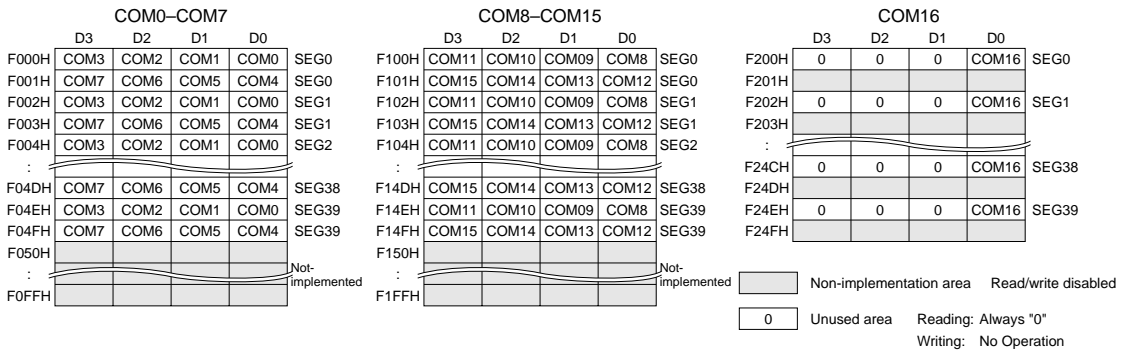 COM0–COM7
D3 D2 D1 D0
F000H COM3 COM2 COM1 COM0 SEG0
F001H COM7 COM6 COM5 COM4 SEG0
F002H COM3 COM2 COM1 COM0 SEG1
F003H COM7 COM6 COM5 COM4 SEG1
F004H COM3 COM2 COM1 COM0 SEG2
:
F04DH COM7 COM6 COM5 COM4 SEG38
F04EH COM3 COM2 COM1 COM0 SEG39
F04FH COM7 COM6 COM5 COM4 SEG39
F050H
: Not-
implemented
F0FFH
COM8–COM15
D3 D2 D1 D0
F100H COM11 COM10 COM09 COM8 SEG0
F101H COM15 COM14 COM13 COM12 SEG0
F102H COM11 COM10 COM09 COM8 SEG1
F103H COM15 COM14 COM13 COM12 SEG1
F104H COM11 COM10 COM09 COM8 SEG2
:
F14DH COM15 COM14 COM13 COM12 SEG38
F14EH COM11 COM10 COM09 COM8 SEG39
F14FH COM15 COM14 COM13 COM12 SEG39
F150H
: Not-
implemented
F1FFH
COM16
D3 D2 D1 D0
F200H 0 0 0 COM16 SEG0
F201H
F202H 0 0 0 COM16 SEG1
F203H
:
F24CH 0 0 0 COM16 SEG38
F24DH
F24EH 0 0 0 COM16 SEG39
F24FH
Non-implementation area Read/write disabled
0 Unused area Reading: Always "0"
Writing: No Operation